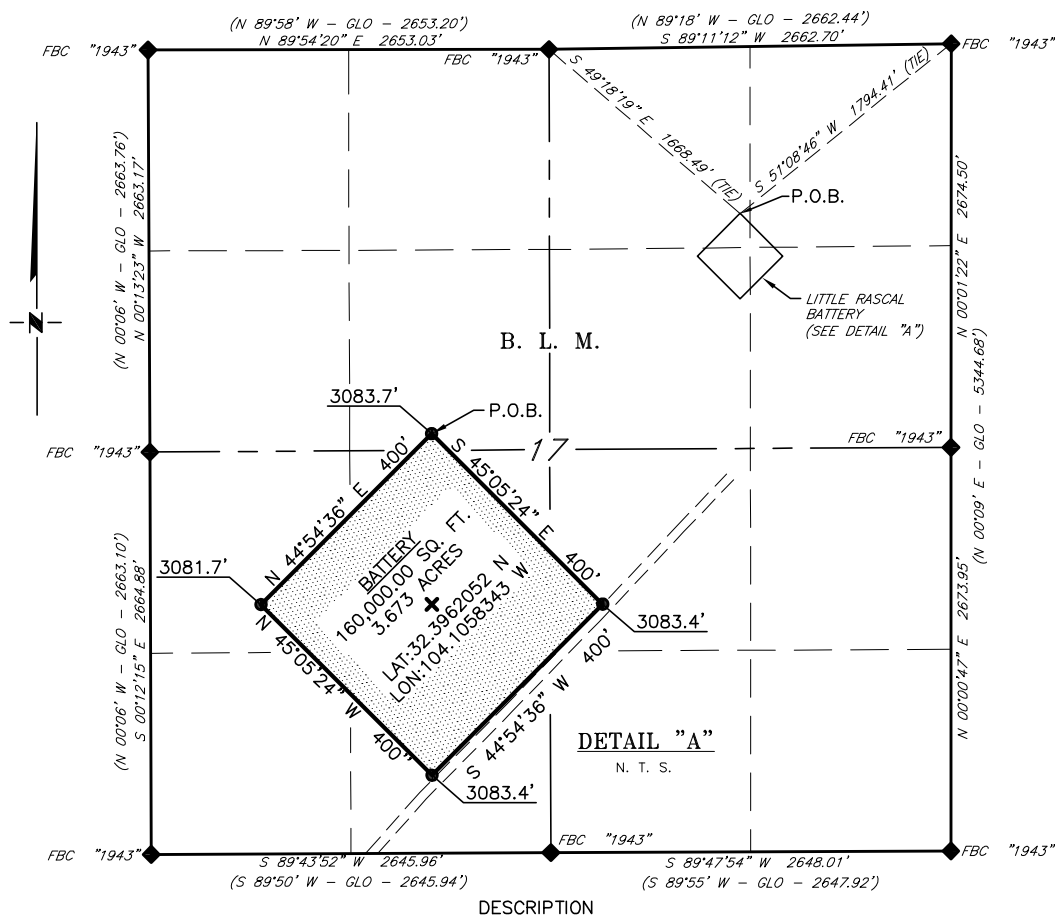 (N 89°58' W – GLO – 2653.20')
N 89°54'20" E 2653.03'
(N 89°18' W – GLO – 2662.44')
S 89°11'12" W 2662.70'
FBC "1943"
FBC "1943"
FBC "1943"
S 49°18'19" E 1668.49' (TIE)
S 51°08'46" W 1794.41' (TIE)
P.O.B.
(N 00°06' W – GLO – 2663.76')
N 00°13'23" W 2663.17'
N 00°01'22" E 2674.50'
LITTLE RASCAL
BATTERY
(SEE DETAIL "A")
N
B. L. M.
3083.7'
P.O.B.
(N 00°09' E – GLO – 5344.68')
FBC "1943"
17
FBC "1943"
N 44°54'36" E 400'
S 45°05'24" E 400'
BATTERY
160,000.00 SQ. FT.
3.673 ACRES
LAT:32.3962052 N
LON:104.1058343 W
3081.7'
3083.4'
N 45°05'24" W 400"
S 44°54'36" W 400'
(N 00°06' W – GLO – 2663.10')
S 00°12'15" E 2664.88'
N 00°00'47" E 2673.95'
DETAIL "A"
N. T. S.
3083.4'
FBC "1943"
FBC "1943"
FBC "1943"
S 89°43'52" W 2645.96'
(S 89°50' W – GLO – 2645.94')
S 89°47'54" W 2648.01'
(S 89°55' W – GLO – 2647.92')
DESCRIPTION